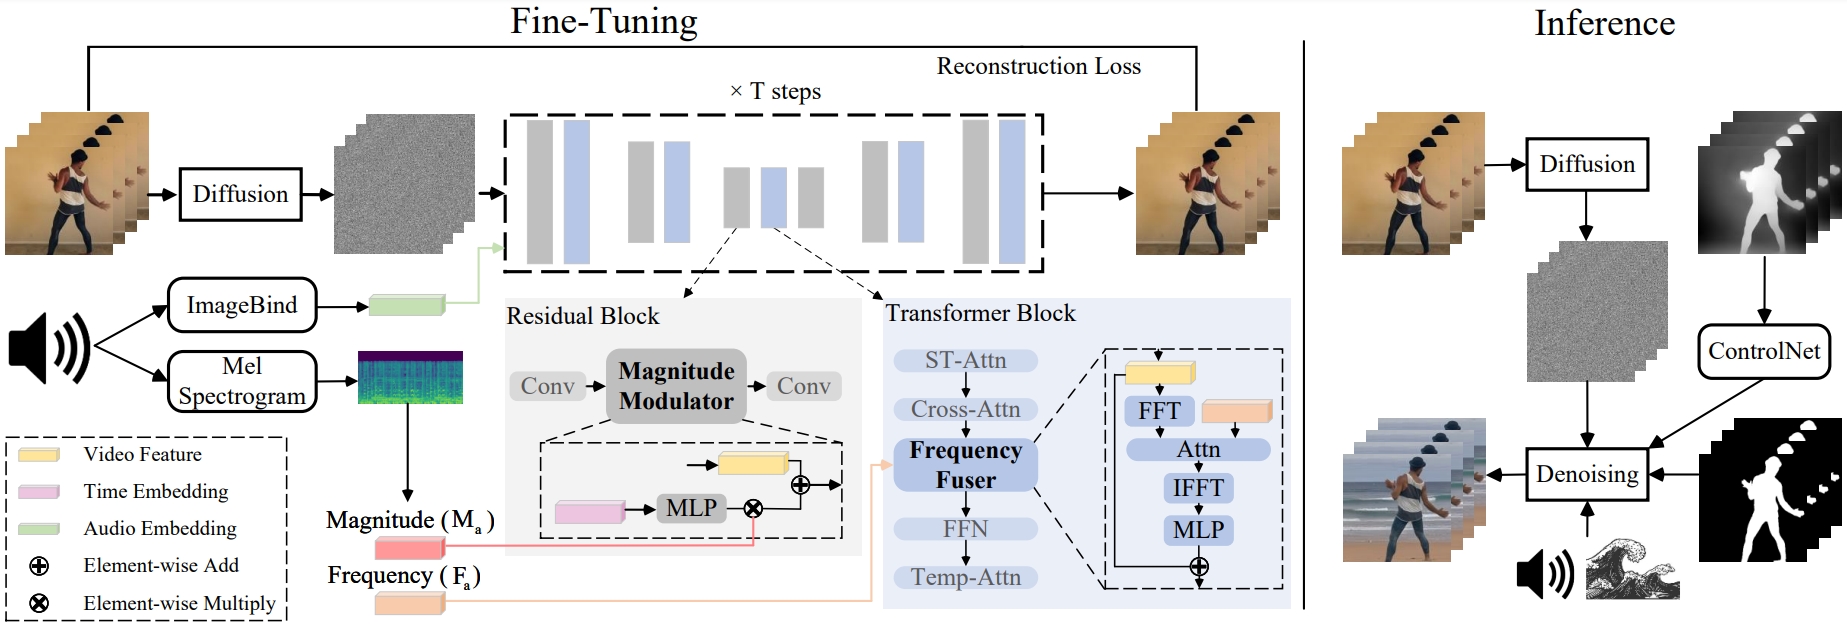 Fine-Tuning
Inference
Reconstruction Loss
× T steps
Diffusion
Diffusion
ImageBind
Mel
Spectrogram
Residual Block
Conv
Magnitude
Modulator
Conv
MLP
Transformer Block
ST-Attn
Cross-Attn
Frequency
Fuser
FFN
Temp-Attn
FFT
Attn
IFFT
MLP
ControlNet
Denoising
Video Feature
Time Embedding
Audio Embedding
Element-wise Add
Element-wise Multiply
Magnitude (Ma)
Frequency (Fa)